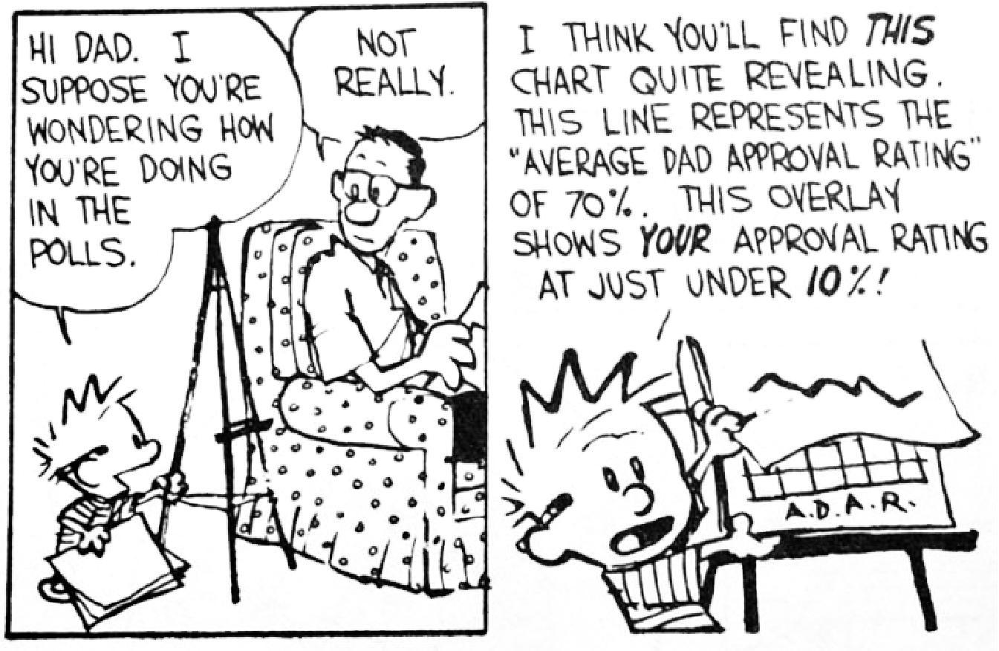 HI DAD. I
SUPPOSE YOU'RE
WONDERING HOW
YOU'RE DOING
IN THE
POLLS.
NOT
REALLY.
I THINK YOU'LL FIND THIS
CHART QUITE REVEALING.
THIS LINE REPRESENTS THE
"AVERAGE DAD APPROVAL RATING"
OF 70%. THIS OVERLAY
SHOWS YOUR APPROVAL RATING
AT JUST UNDER 10%!
A.D.A.R.